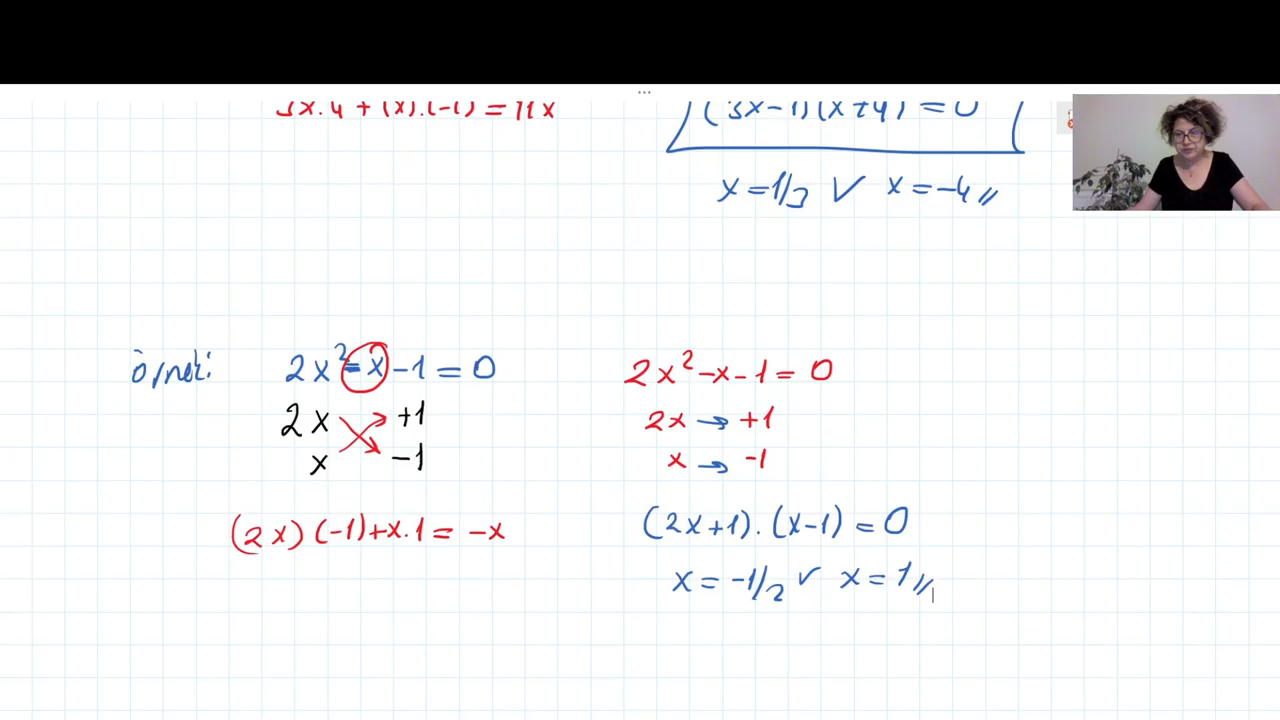 3x.4 + (x).(-1) = 11x
(3x-1)(x+4) = 0
x = 1/3 ∨ x = -4 //
örnek: 2x² - x - 1 = 0
2x +1
x -1
(2x)(-1)+x.1 = -x
2x² - x - 1 = 0
2x → +1
x → -1
(2x+1).(x-1) = 0
x = -1/2 ∨ x = 1 //